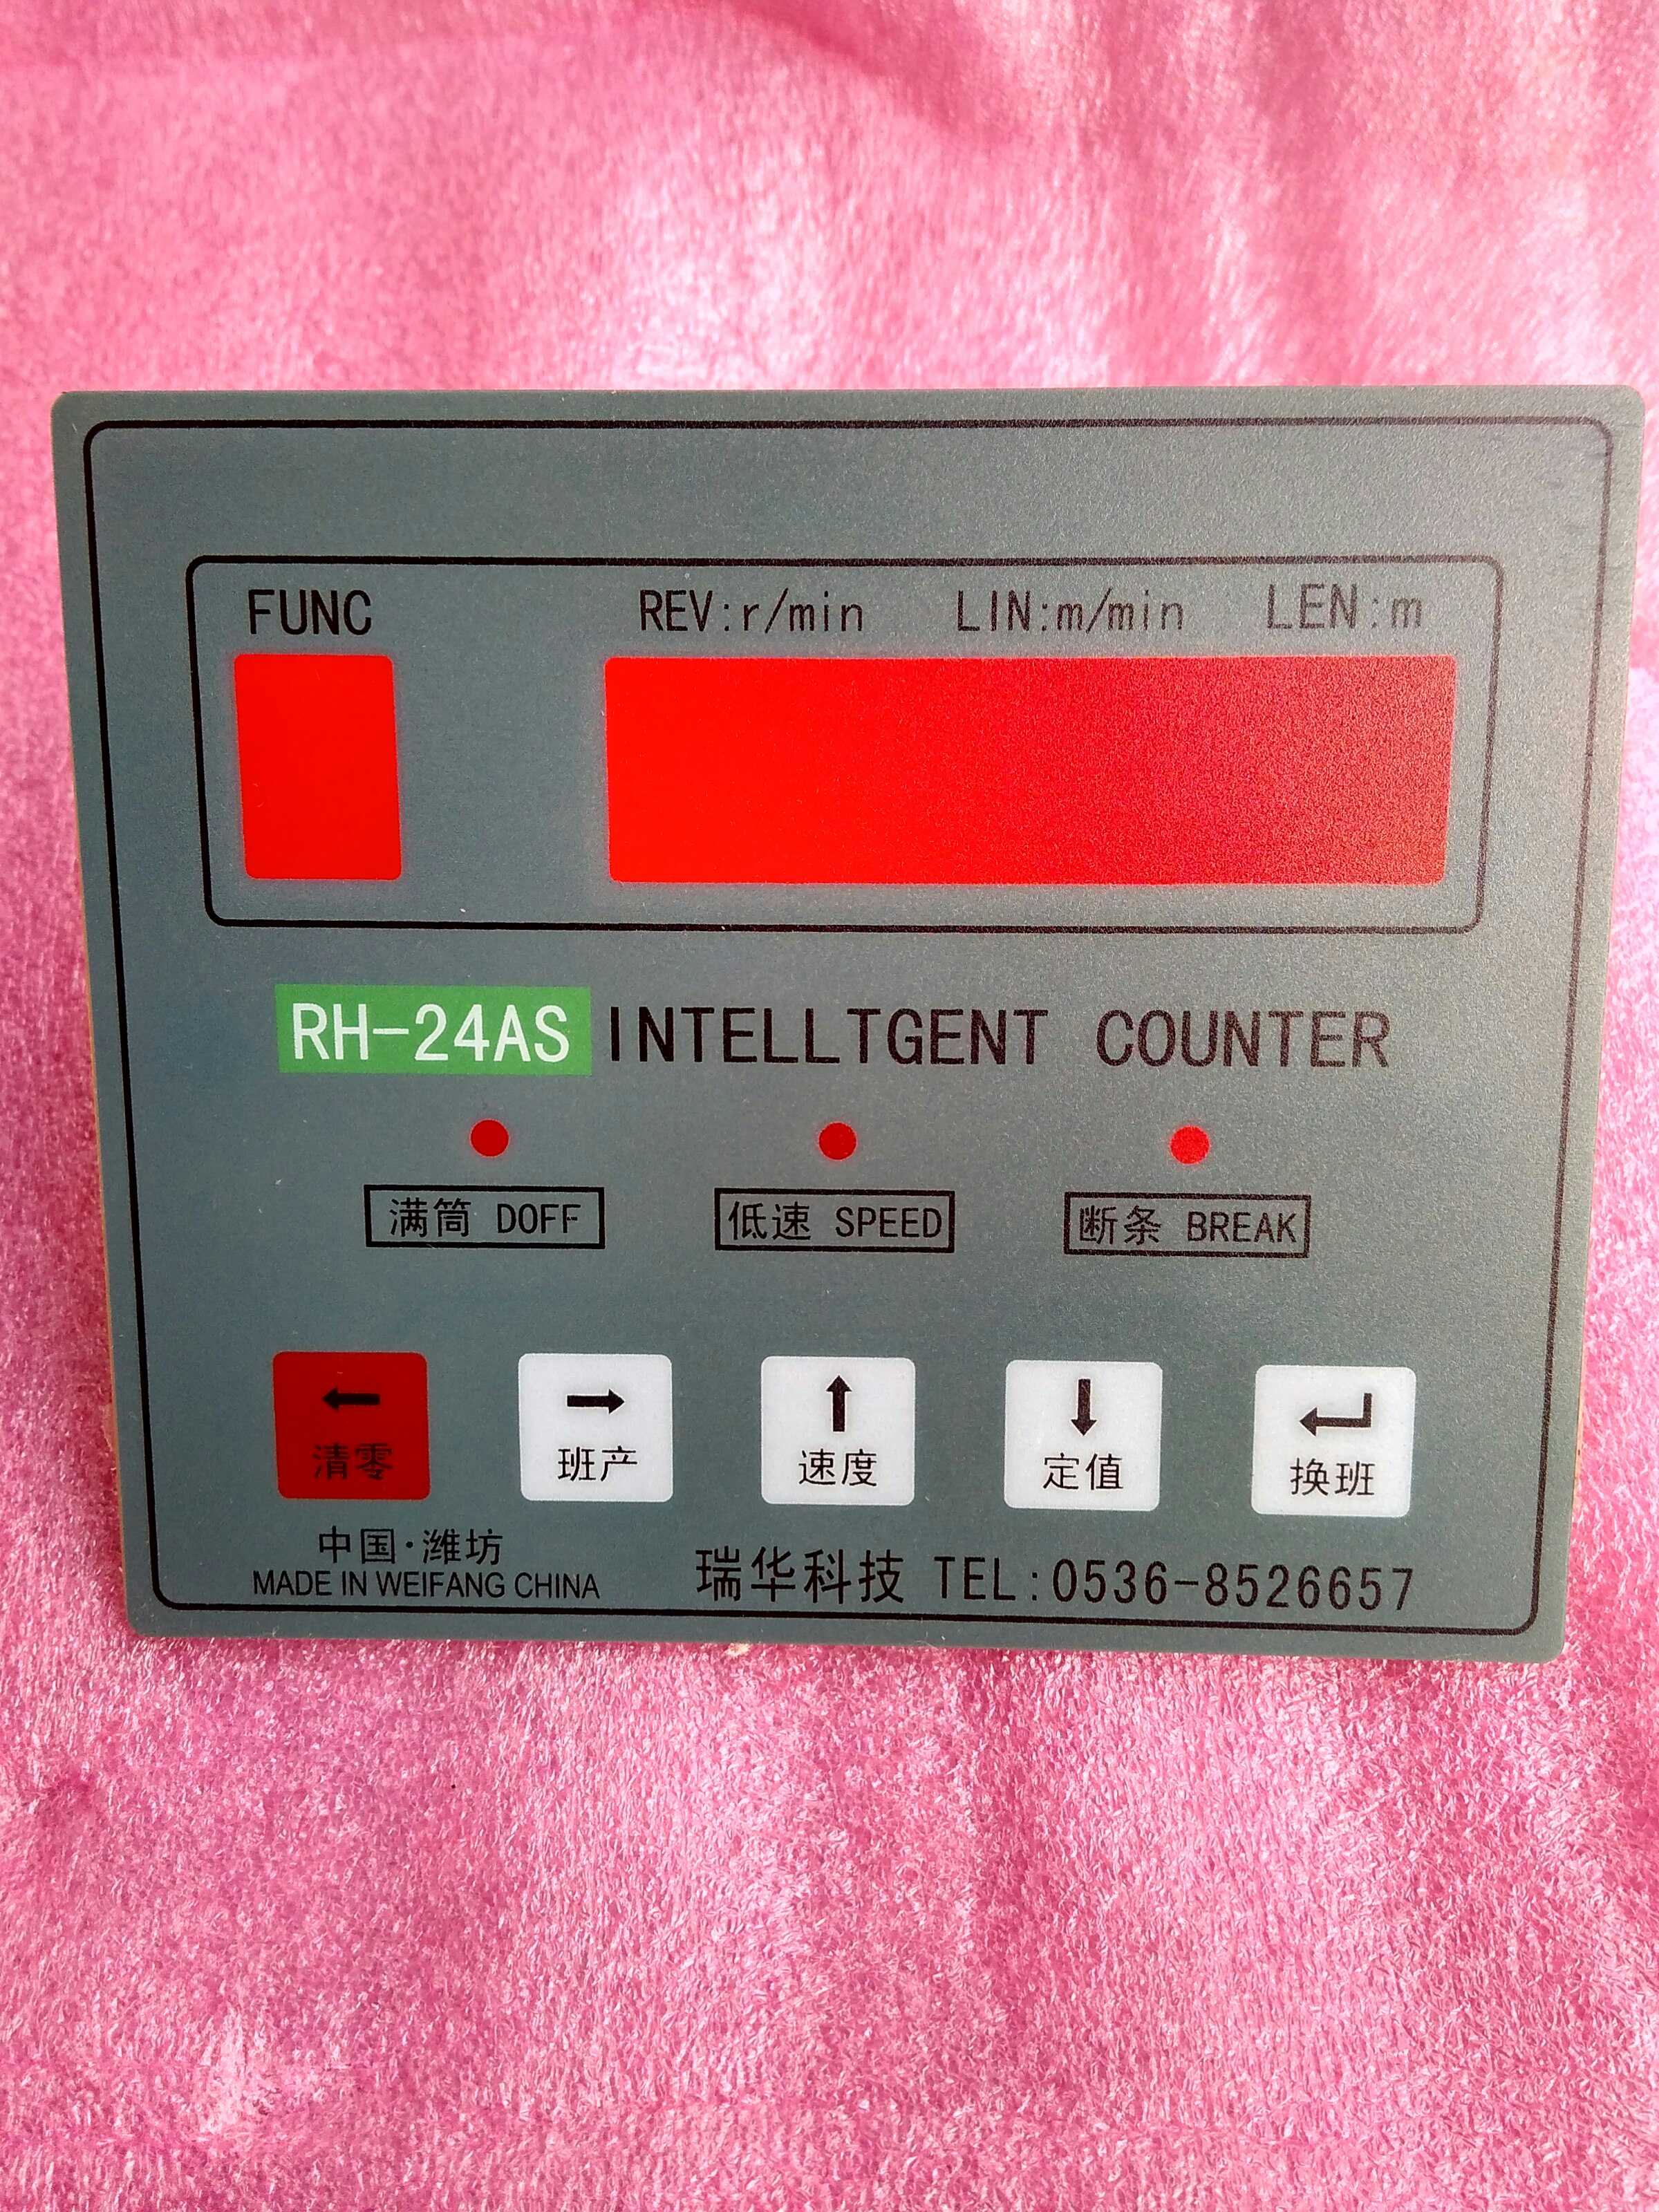 FUNC REV:r/min LIN:m/min LEN:m
RH-24AS INTELLTGENT COUNTER
满筒 DOFF 低速 SPEED 断条 BREAK
← → ↑ ↓ ↵
清零 班产 速度 定值 换班
中国·潍坊
MADE IN WEIFANG CHINA
瑞华科技 TEL:0536-8526657